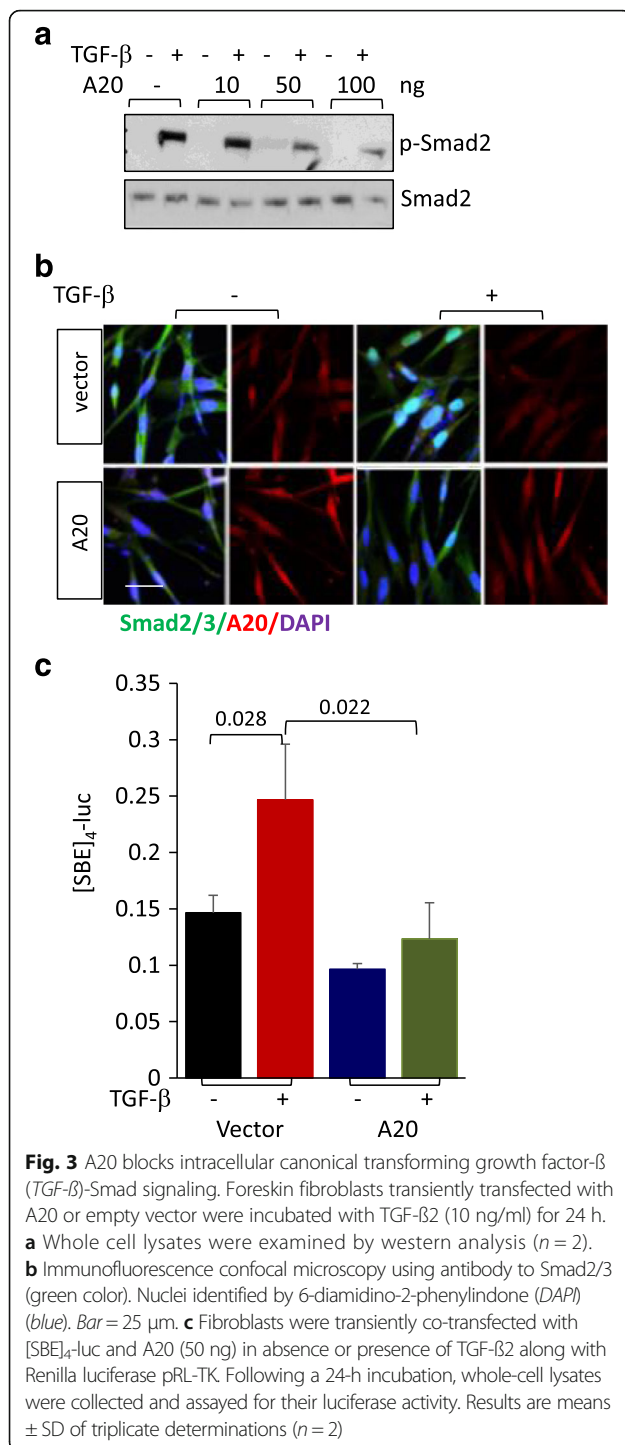 a
TGF-β - + - + - + - +
A20 - 10 50 100 ng
p-Smad2
Smad2
b
TGF-β - +
vector
A20
Smad2/3/A20/DAPI
c
0.35
0.3
0.25
0.2
0.15
0.1
0.05
0
[SBE]₄-luc
0.028
0.022
TGF-β - + - +
Vector A20
Fig. 3 A20 blocks intracellular canonical transforming growth factor-ß
(TGF-ß)-Smad signaling. Foreskin fibroblasts transiently transfected with
A20 or empty vector were incubated with TGF-ß2 (10 ng/ml) for 24 h.
a Whole cell lysates were examined by western analysis (n = 2).
b Immunofluorescence confocal microscopy using antibody to Smad2/3
(green color). Nuclei identified by 6-diamidino-2-phenylindone (DAPI)
(blue). Bar = 25 μm. c Fibroblasts were transiently co-transfected with
[SBE]₄-luc and A20 (50 ng) in absence or presence of TGF-ß2 along with
Renilla luciferase pRL-TK. Following a 24-h incubation, whole-cell lysates
were collected and assayed for their luciferase activity. Results are means
± SD of triplicate determinations (n = 2)